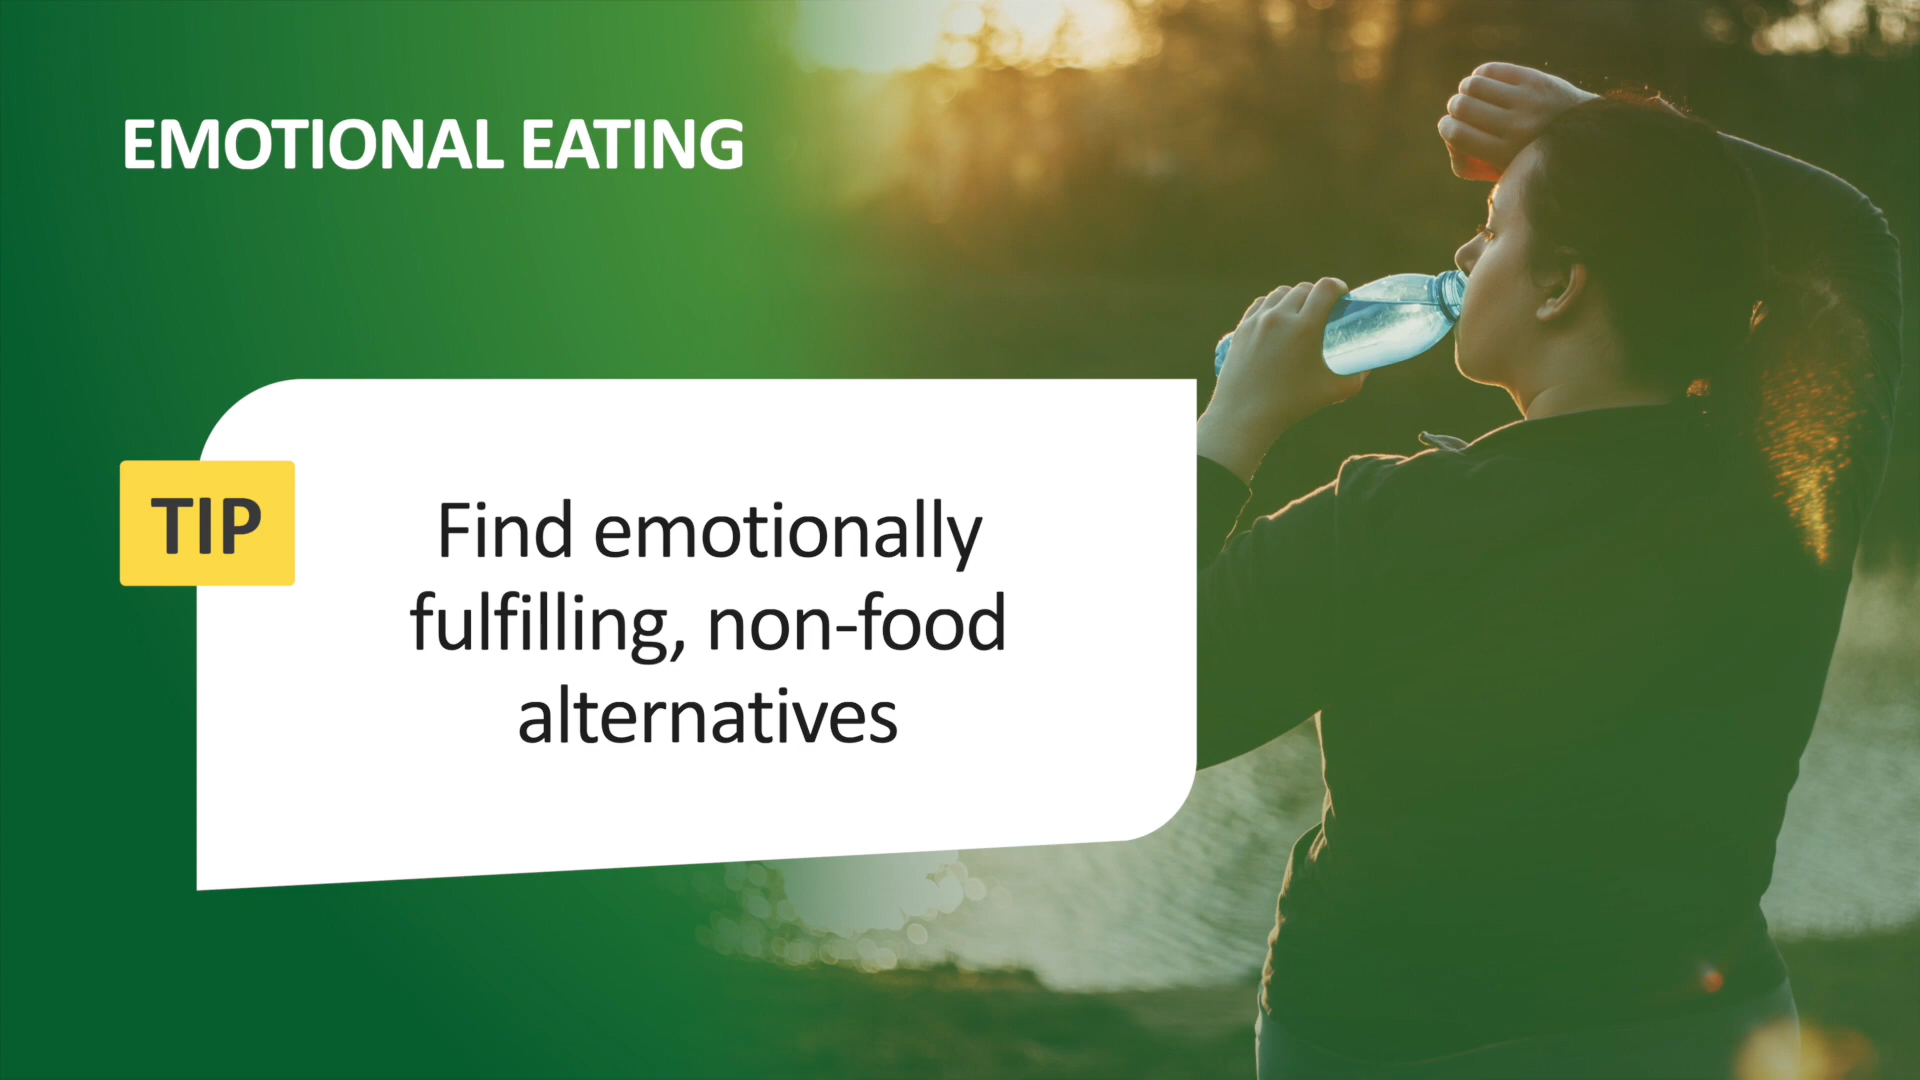 EMOTIONAL EATING
TIP
Find emotionally
fulfilling, non-food
alternatives